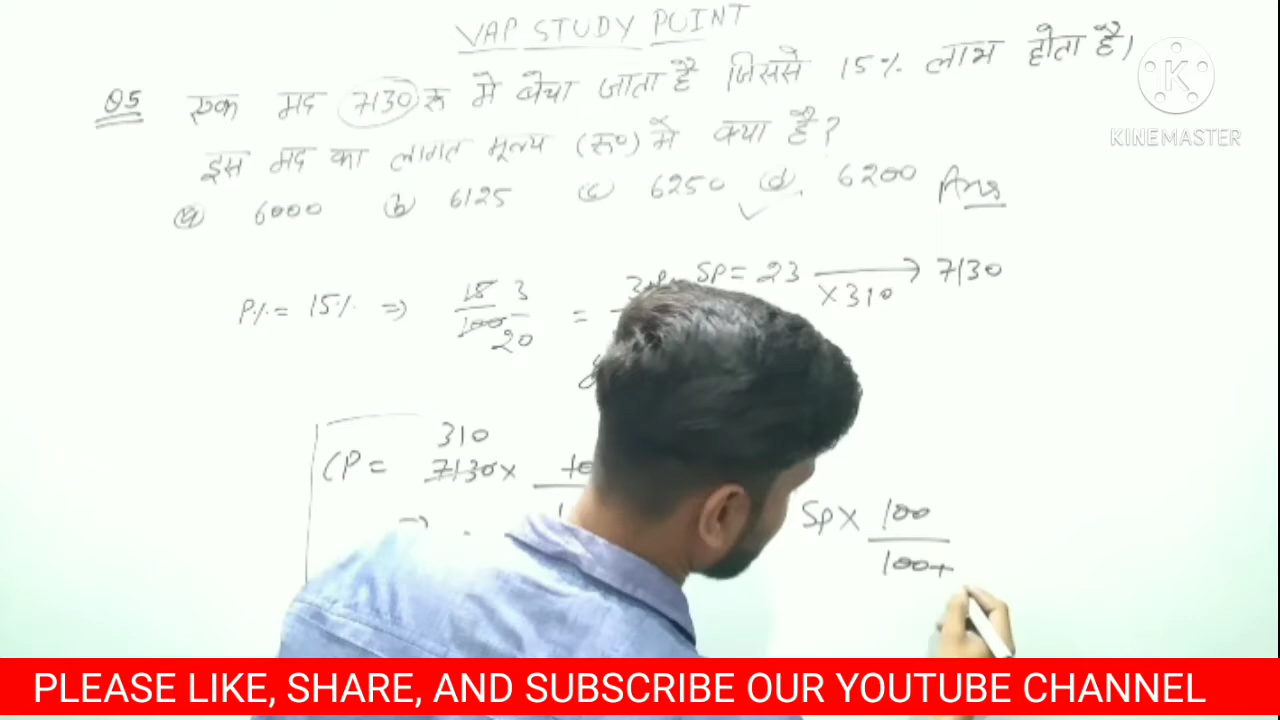 VAP STUDY POINT
Q5 एक मद 7130 रू में बेचा जाता है जिससे 15% लाभ होता है।
इस मद का लागत मूल्य (रू०) में क्या है?
(a) 6000 (b) 6125 (c) 6250 (d) 6200 Ans
P% = 15% ⇒ 15/100 3/20 =
SP = 23 → 7130
×310
310
CP = 7130 ×
⇒
SP × 100/100+
KINEMASTER
PLEASE LIKE, SHARE, AND SUBSCRIBE OUR YOUTUBE CHANNEL